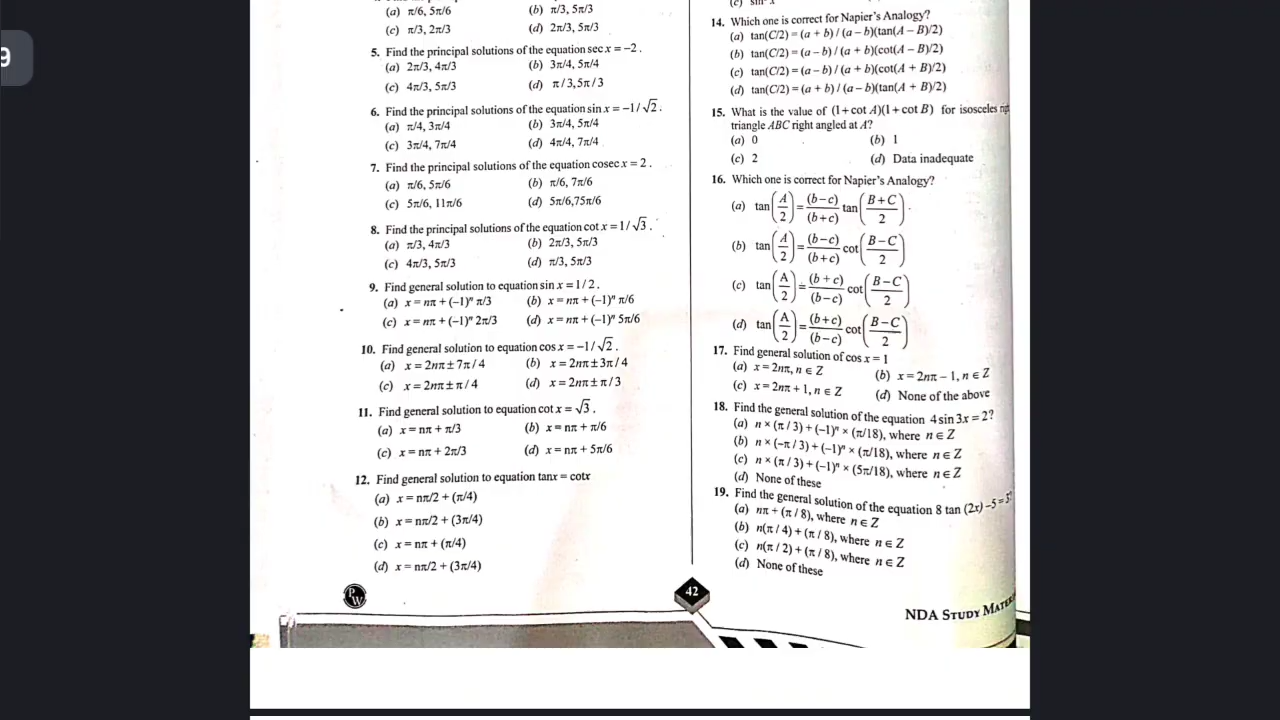 9
(a) π/6, 5π/6 (b) π/3, 5π/3
(c) π/3, 2π/3 (d) 2π/3, 5π/3
5. Find the principal solutions of the equation sec x = −2.
(a) 2π/3, 4π/3 (b) 3π/4, 5π/4
(c) 4π/3, 5π/3 (d) π/3,5π/3
6. Find the principal solutions of the equation sin x = −1/√2.
(a) π/4, 3π/4 (b) 3π/4, 5π/4
(c) 3π/4, 7π/4 (d) 4π/4, 7π/4
7. Find the principal solutions of the equation cosec x = 2.
(a) π/6, 5π/6 (b) π/6, 7π/6
(c) 5π/6, 11π/6 (d) 5π/6,75π/6
8. Find the principal solutions of the equation cot x = 1/√3.
(a) π/3, 4π/3 (b) 2π/3, 5π/3
(c) 4π/3, 5π/3 (d) π/3, 5π/3
9. Find general solution to equation sin x = 1/2.
(a) x = nπ + (−1)ⁿ π/3 (b) x = nπ + (−1)ⁿ π/6
(c) x = nπ + (−1)ⁿ 2π/3 (d) x = nπ + (−1)ⁿ 5π/6
10. Find general solution to equation cos x = −1/√2.
(a) x = 2nπ ± 7π/4 (b) x = 2nπ ± 3π/4
(c) x = 2nπ ± π/4 (d) x = 2nπ ± π/3
11. Find general solution to equation cot x = √3.
(a) x = nπ + π/3 (b) x = nπ + π/6
(c) x = nπ + 2π/3 (d) x = nπ + 5π/6
12. Find general solution to equation tanx = cotx
(a) x = nπ/2 + (π/4)
(b) x = nπ/2 + (3π/4)
(c) x = nπ + (π/4)
(d) x = nπ/2 + (3π/4)
14. Which one is correct for Napier's Analogy?
(a) tan(C/2) = (a + b) / (a − b)(tan(A − B)/2)
(b) tan(C/2) = (a − b) / (a + b)(cot(A − B)/2)
(c) tan(C/2) = (a − b) / (a + b)(cot(A + B)/2)
(d) tan(C/2) = (a + b) / (a − b)(tan(A + B)/2)
15. What is the value of (1 + cot A)(1 + cot B) for isosceles
triangle ABC right angled at A?
(a) 0 (b) 1
(c) 2 (d) Data inadequate
16. Which one is correct for Napier's Analogy?
(a) tan(A/2) = (b−c)/(b+c) tan(B+C/2)
(b) tan(A/2) = (b−c)/(b+c) cot(B−C/2)
(c) tan(A/2) = (b+c)/(b−c) cot(B−C/2)
(d) tan(A/2) = (b+c)/(b−c) cot(B−C/2)
17. Find general solution of cos x = 1
(a) x = 2nπ, n ∈ Z (b) x = 2nπ − 1, n ∈ Z
(c) x = 2nπ + 1, n ∈ Z (d) None of the above
18. Find the general solution of the equation 4 sin 3x = 2?
(a) n × (π/3) + (−1)ⁿ × (π/18), where n ∈ Z
(b) n × (−π/3) + (−1)ⁿ × (π/18), where n ∈ Z
(c) n × (π/3) + (−1)ⁿ × (5π/18), where n ∈ Z
(d) None of these
19. Find the general solution of the equation 8 tan (2x) −5 =
(a) nπ + (π/8), where n ∈ Z
(b) n(π/4) + (π/8), where n ∈ Z
(c) n(π/2) + (π/8), where n ∈ Z
(d) None of these
PW
42
NDA STUDY